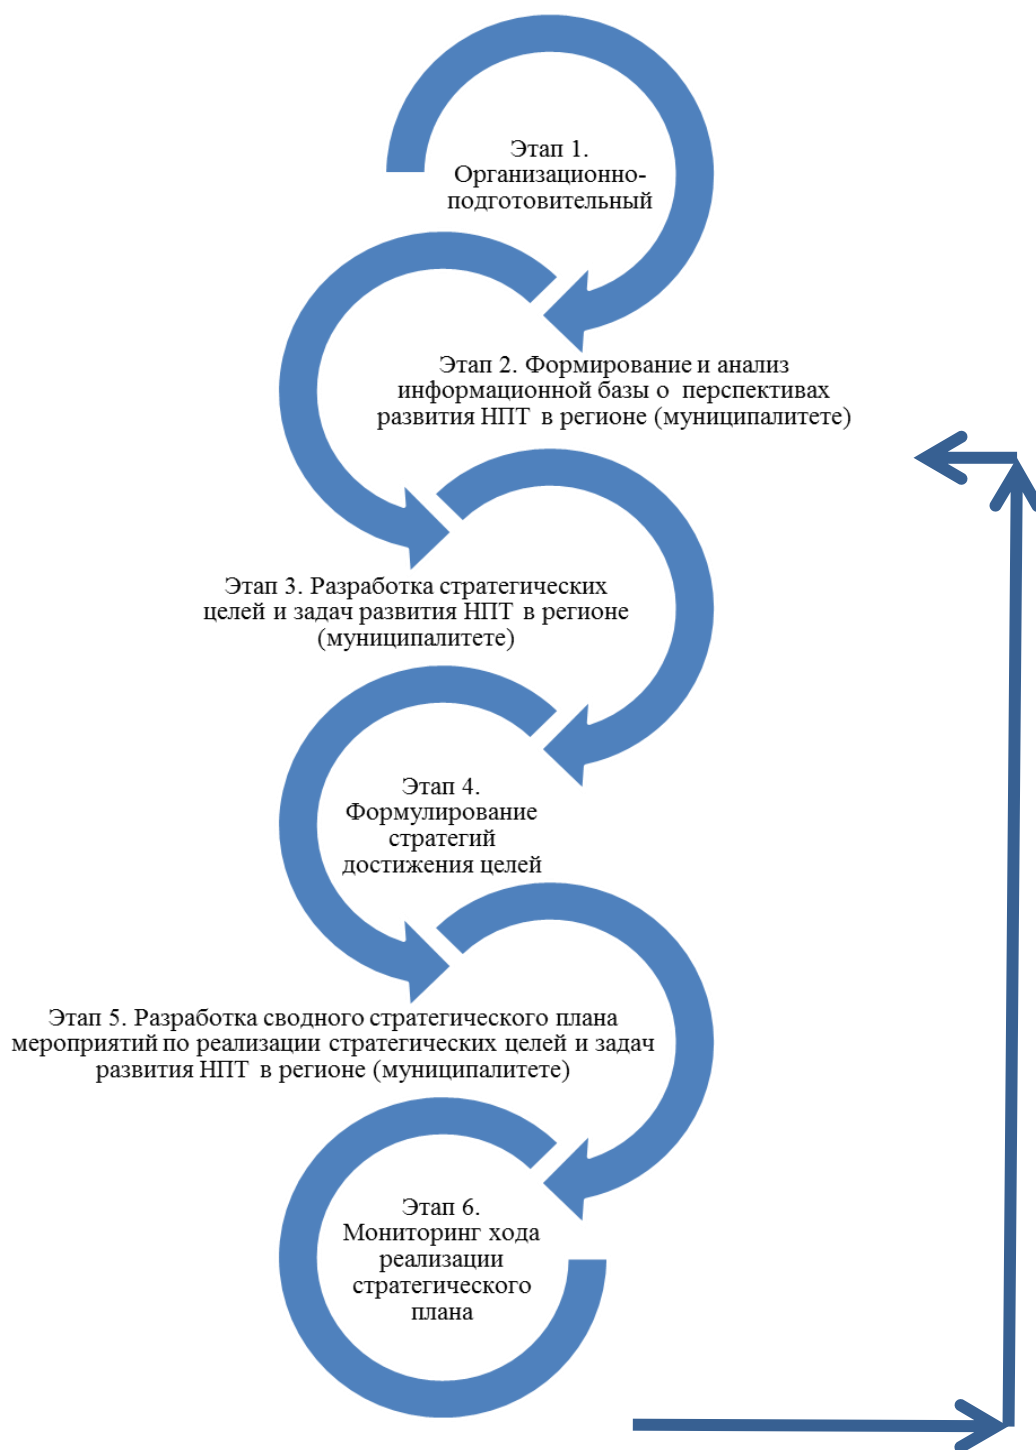 Этап 1.
Организационно-
подготовительный
Этап 2. Формирование и анализ
информационной базы о перспективах
развития НПТ в регионе (муниципалитете)
Этап 3. Разработка стратегических
целей и задач развития НПТ в регионе
(муниципалитете)
Этап 4.
Формулирование
стратегий
достижения целей
Этап 5. Разработка сводного стратегического плана
мероприятий по реализации стратегических целей и задач
развития НПТ в регионе (муниципалитете)
Этап 6.
Мониторинг хода
реализации
стратегического
плана